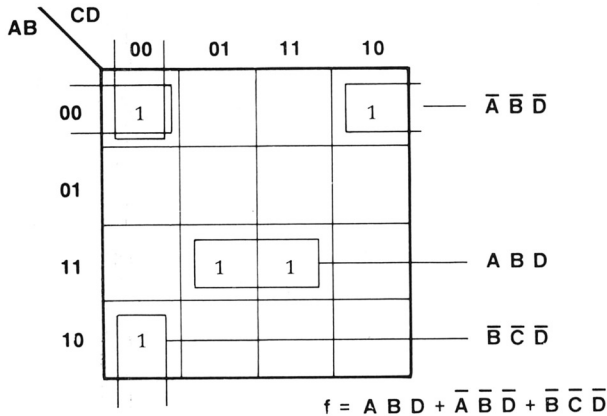 AB CD
00 01 11 10
00 1 1 A̅ B̅ D̅
01
11 1 1 A B D
10 1 B̅ C̅ D̅
f = A B D + A̅ B̅ D̅ + B̅ C̅ D̅